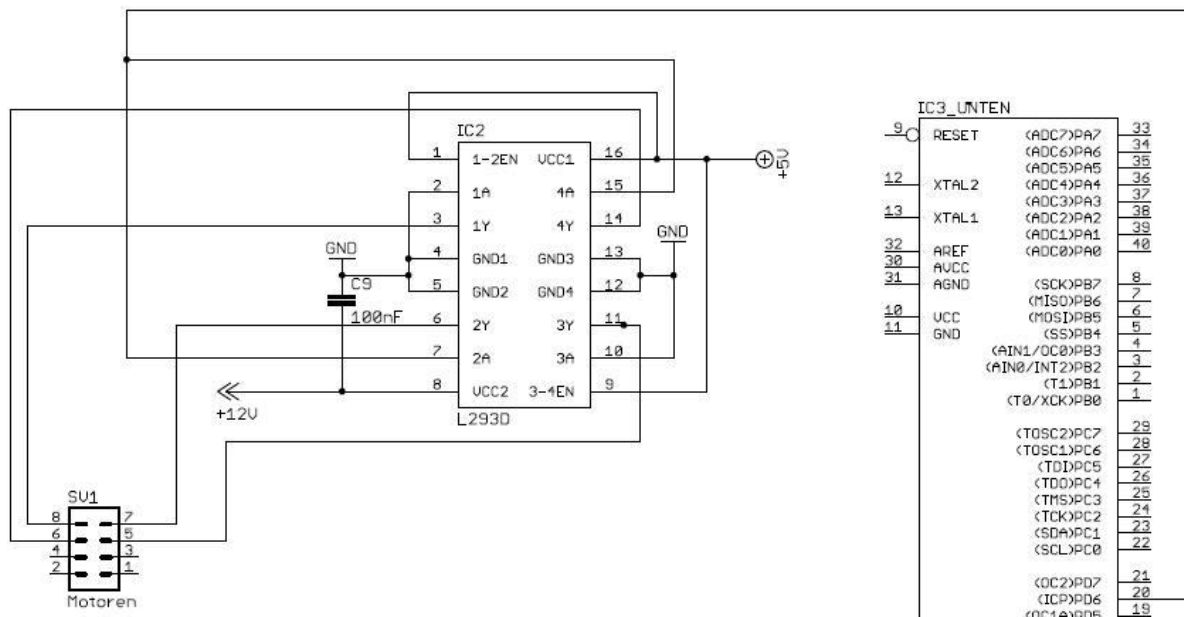 IC2
1 1-2EN VCC1 16
2 1A 4A 15
3 1Y 4Y 14
4 GND1 GND3 13
5 GND2 GND4 12
6 2Y 3Y 11
7 2A 3A 10
8 VCC2 3-4EN 9
L293D
+5V
GND
GND
C9
100nF
+12V
SV1
8 7
6 5
4 3
2 1
Motoren
IC3_UNTEN
9 RESET (ADC7)PA7 33
(ADC6)PA6 34
(ADC5)PA5 35
12 XTAL2 (ADC4)PA4 36
(ADC3)PA3 37
13 XTAL1 (ADC2)PA2 38
(ADC1)PA1 39
32 AREF (ADC0)PA0 40
30 AVCC
31 AGND (SCK)PB7 8
(MISO)PB6 7
10 VCC (MOSI)PB5 6
11 GND (SS)PB4 5
(AIN1/OC0)PB3 4
(AIN0/INT2)PB2 3
(T1)PB1 2
(T0/XCK)PB0 1
(TOSC2)PC7 29
(TOSC1)PC6 28
(TDI)PC5 27
(TDO)PC4 26
(TMS)PC3 25
(TCK)PC2 24
(SDA)PC1 23
(SCL)PC0 22
(OC2)PD7 21
(ICP)PD6 20
(OC1A)PD5 19